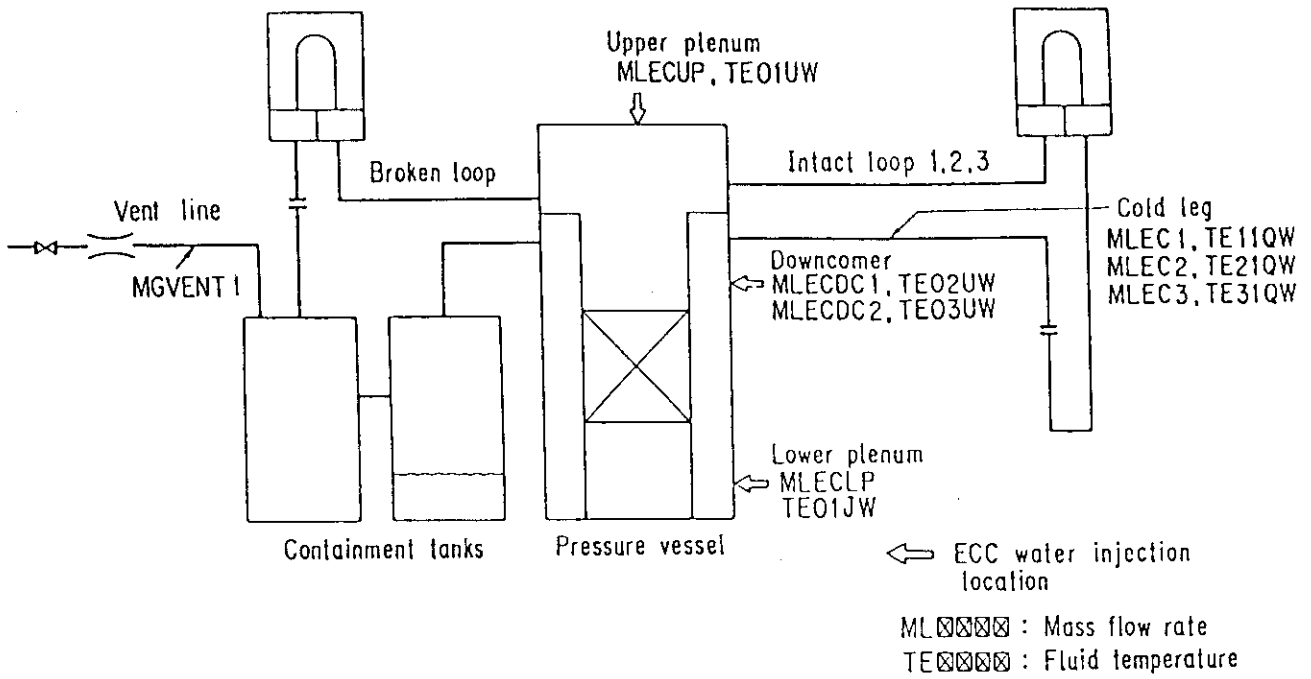 Upper plenum
MLECUP, TE01UW
Broken loop
Intact loop 1,2,3
Vent line
MGVENT 1
Cold leg
MLEC1, TE11QW
MLEC2, TE21QW
MLEC3, TE31QW
Downcomer
MLECDC1, TE02UW
MLECDC2, TE03UW
Lower plenum
MLECLP
TE01JW
Containment tanks
Pressure vessel
ECC water injection
location
ML☒☒☒☒ : Mass flow rate
TE☒☒☒☒ : Fluid temperature